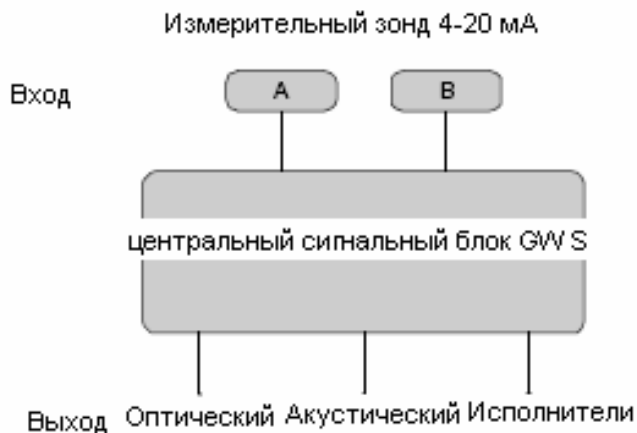 Измерительный зонд 4-20 мА
Вход
A
B
центральный сигнальный блок GW S
Выход Оптический Акустический Исполнители